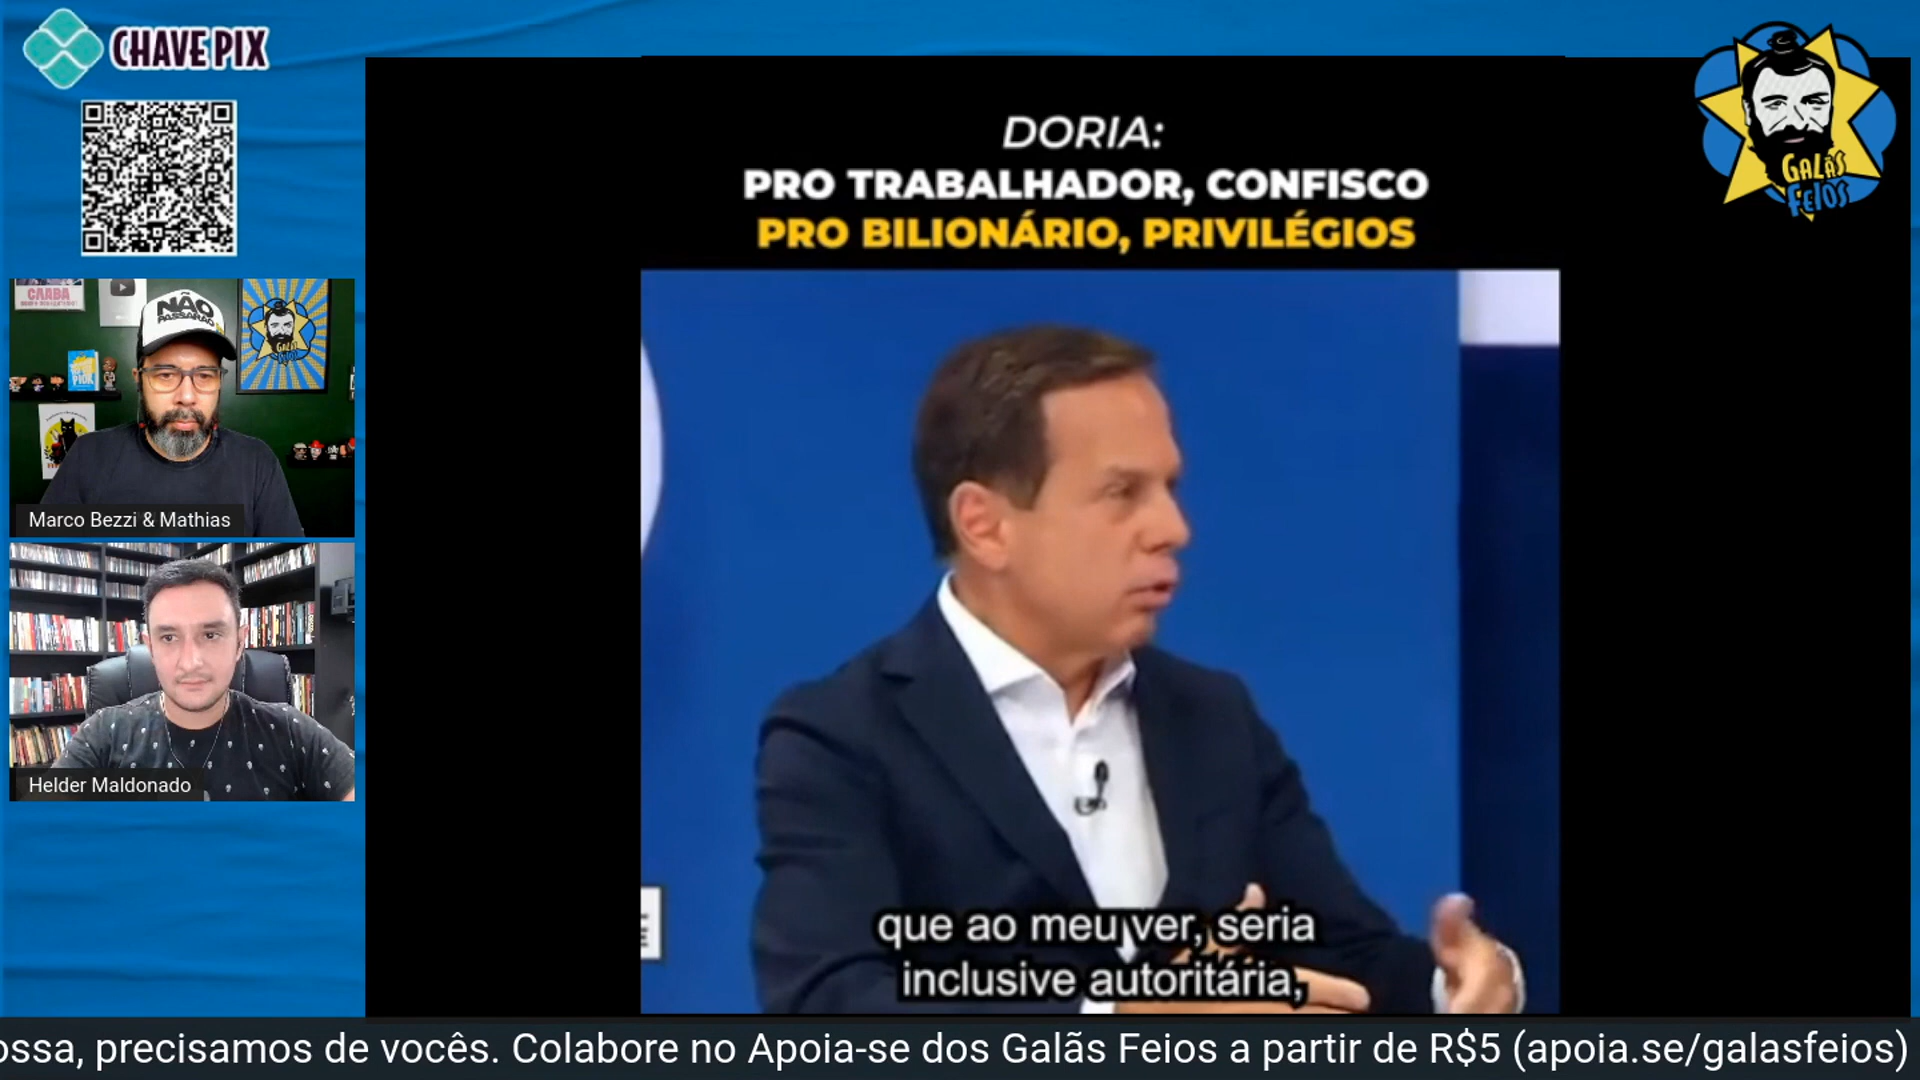 CHAVE PIX
GALÃS
FEIOS
DORIA:
PRO TRABALHADOR, CONFISCO
PRO BILIONÁRIO, PRIVILÉGIOS
NÃO
PASSARÃO
GALÃS
FEIOS
Marco Bezzi & Mathias
Helder Maldonado
que ao meu ver, seria
inclusive autoritária,
ossa, precisamos de vocês. Colabore no Apoia-se dos Galãs Feios a partir de R$5 (apoia.se/galasfeios)